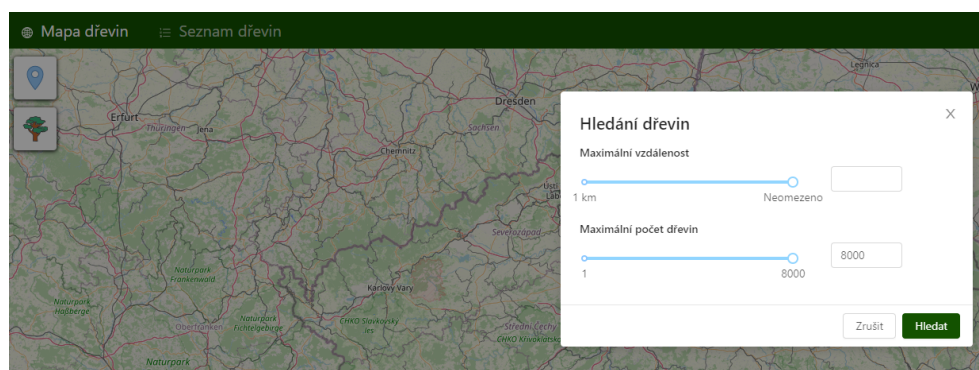 Mapa dřevin
Seznam dřevin
Legnica
Dresden
Erfurt
Thüringen
Jena
Sachsen
Chemnitz
Hledání dřevin
Maximální vzdálenost
1 km
Neomezeno
Maximální počet dřevin
8000
1
8000
Ústí
Lab
Severozápad
Naturpark
Frankenwald
Karlovy Vary
Naturpark
Haßberge
Oberfranken
Naturpark
Fichtelgebirge
CHKO Slavkovský
les
Střední Čechy
CHKO Křivoklátsko
Zrušit
Hledat
Naturpark